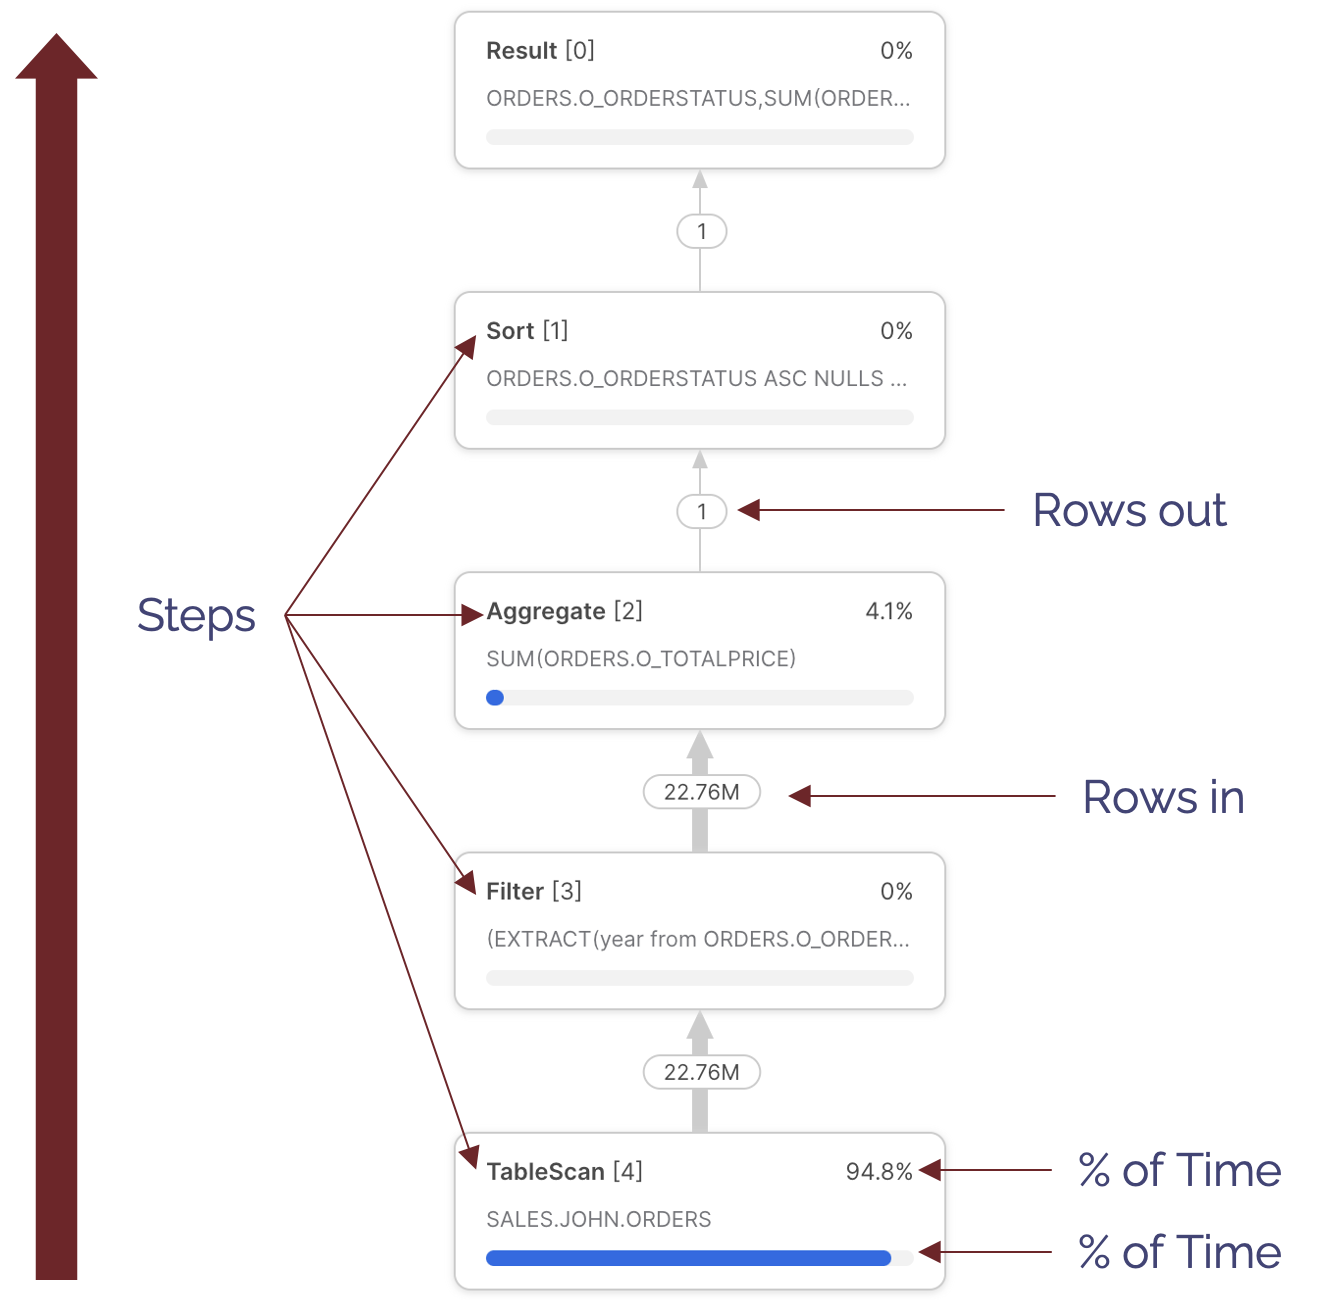 Result [0] 0%
ORDERS.O_ORDERSTATUS,SUM(ORDER...
1
Sort [1] 0%
ORDERS.O_ORDERSTATUS ASC NULLS ...
1
Rows out
Steps
Aggregate [2] 4.1%
SUM(ORDERS.O_TOTALPRICE)
22.76M
Rows in
Filter [3] 0%
(EXTRACT(year from ORDERS.O_ORDER...
22.76M
TableScan [4] 94.8%
% of Time
SALES.JOHN.ORDERS
% of Time